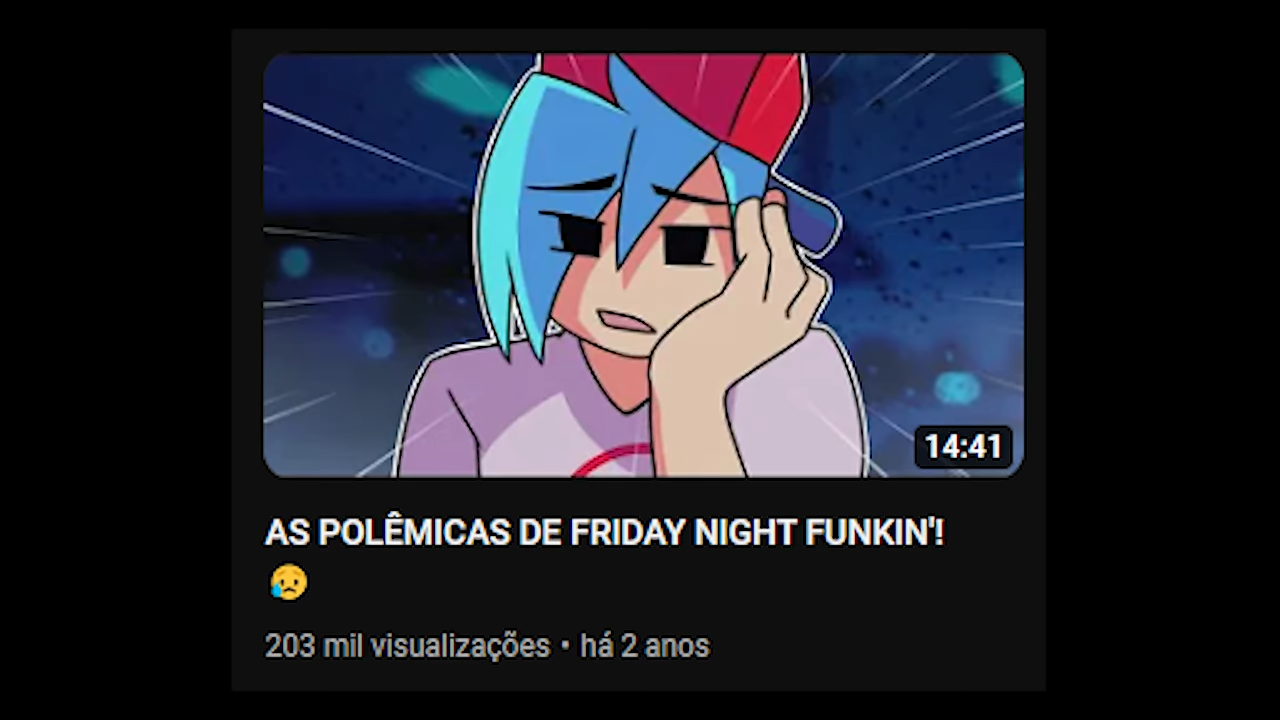 14:41
AS POLÊMICAS DE FRIDAY NIGHT FUNKIN'!
😥
203 mil visualizações • há 2 anos